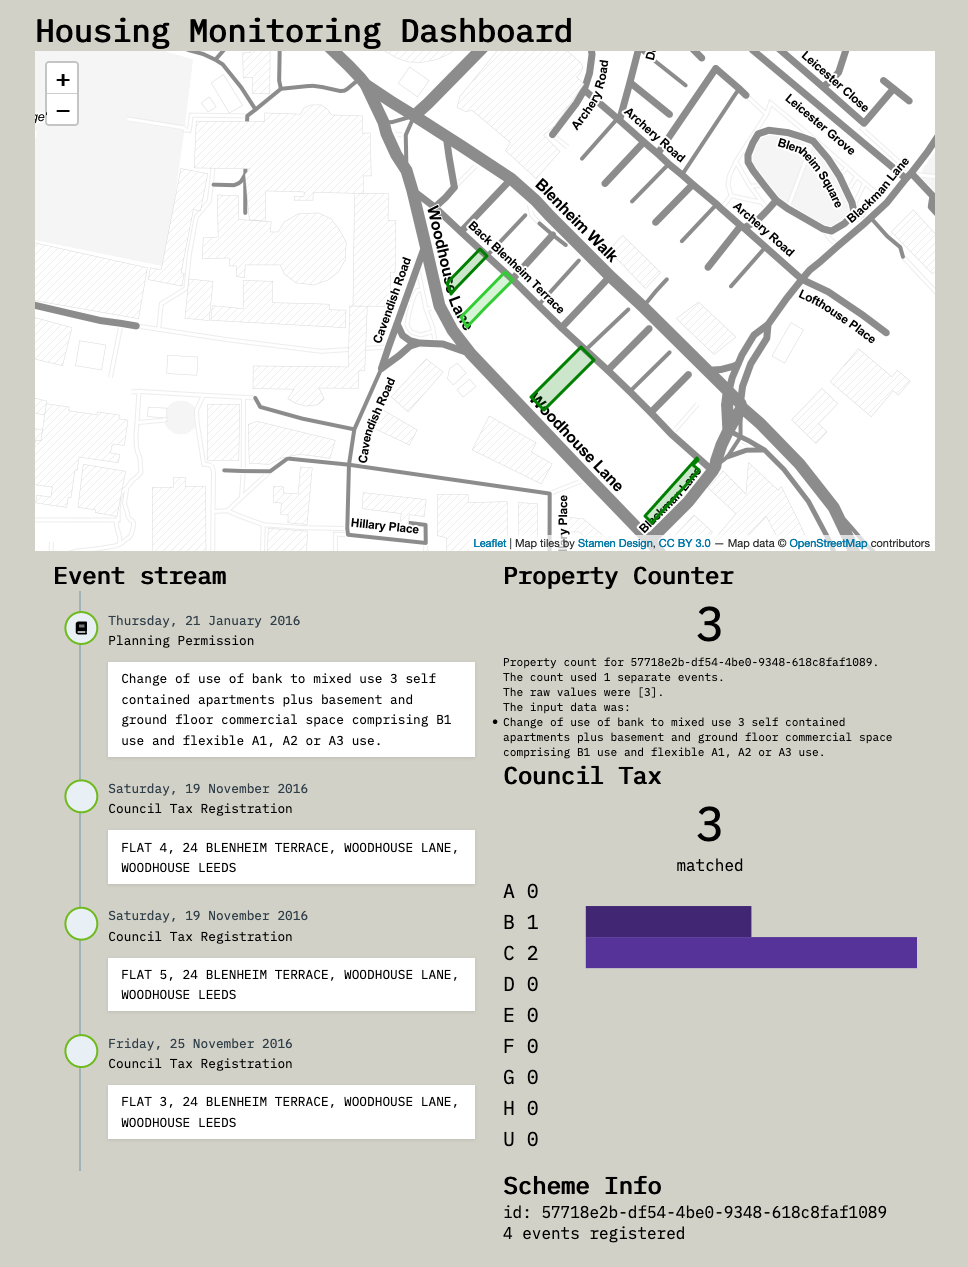 Housing Monitoring Dashboard
+
−
Archery Road
Archery Road
Archery Road
Leicester Close
Leicester Grove
Blenheim Square
Blackman Lane
Blenheim Walk
Back Blenheim Terrace
Woodhouse Lane
Cavendish Road
Lofthouse Place
Cavendish Road
Woodhouse Lane
Blackman Lane
Hillary Place
Place
Leaflet | Map tiles by Stamen Design, CC BY 3.0 — Map data © OpenStreetMap contributors
Event stream
Thursday, 21 January 2016
Planning Permission
Change of use of bank to mixed use 3 self
contained apartments plus basement and
ground floor commercial space comprising B1
use and flexible A1, A2 or A3 use.
Saturday, 19 November 2016
Council Tax Registration
FLAT 4, 24 BLENHEIM TERRACE, WOODHOUSE LANE,
WOODHOUSE LEEDS
Saturday, 19 November 2016
Council Tax Registration
FLAT 5, 24 BLENHEIM TERRACE, WOODHOUSE LANE,
WOODHOUSE LEEDS
Friday, 25 November 2016
Council Tax Registration
FLAT 3, 24 BLENHEIM TERRACE, WOODHOUSE LANE,
WOODHOUSE LEEDS
Property Counter
3
Property count for 57718e2b-df54-4be0-9348-618c8faf1089.
The count used 1 separate events.
The raw values were [3].
The input data was:
• Change of use of bank to mixed use 3 self contained
apartments plus basement and ground floor commercial space
comprising B1 use and flexible A1, A2 or A3 use.
Council Tax
3
matched
A 0
B 1
C 2
D 0
E 0
F 0
G 0
H 0
U 0
Scheme Info
id: 57718e2b-df54-4be0-9348-618c8faf1089
4 events registered